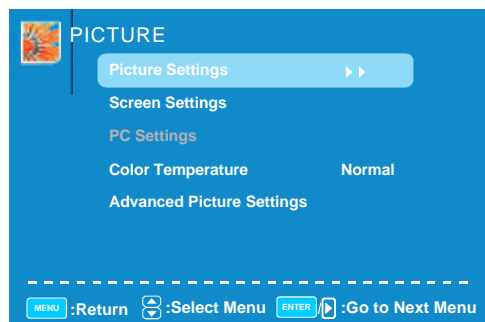 PICTURE
Picture Settings
Screen Settings
PC Settings
Color Temperature Normal
Advanced Picture Settings
MENU :Return :Select Menu ENTER / :Go to Next Menu